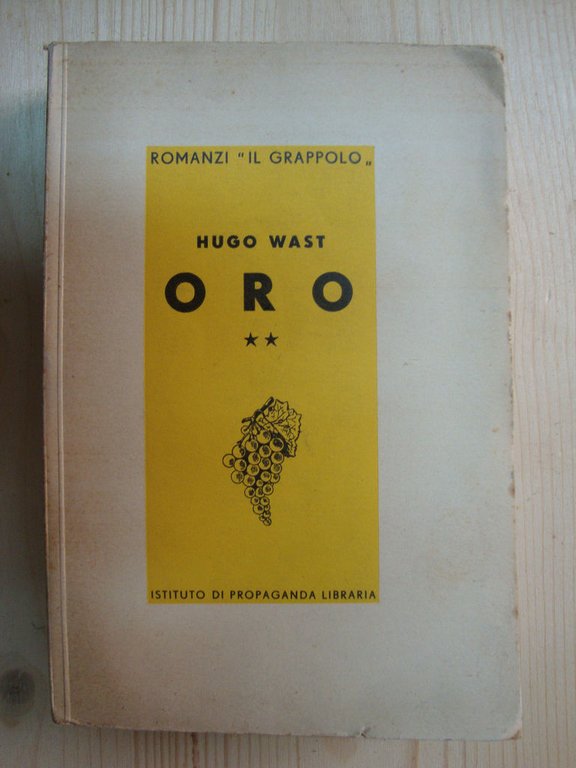 ROMANZI "IL GRAPPOLO„
HUGO WAST
ORO
★★
ISTITUTO DI PROPAGANDA LIBRARIA